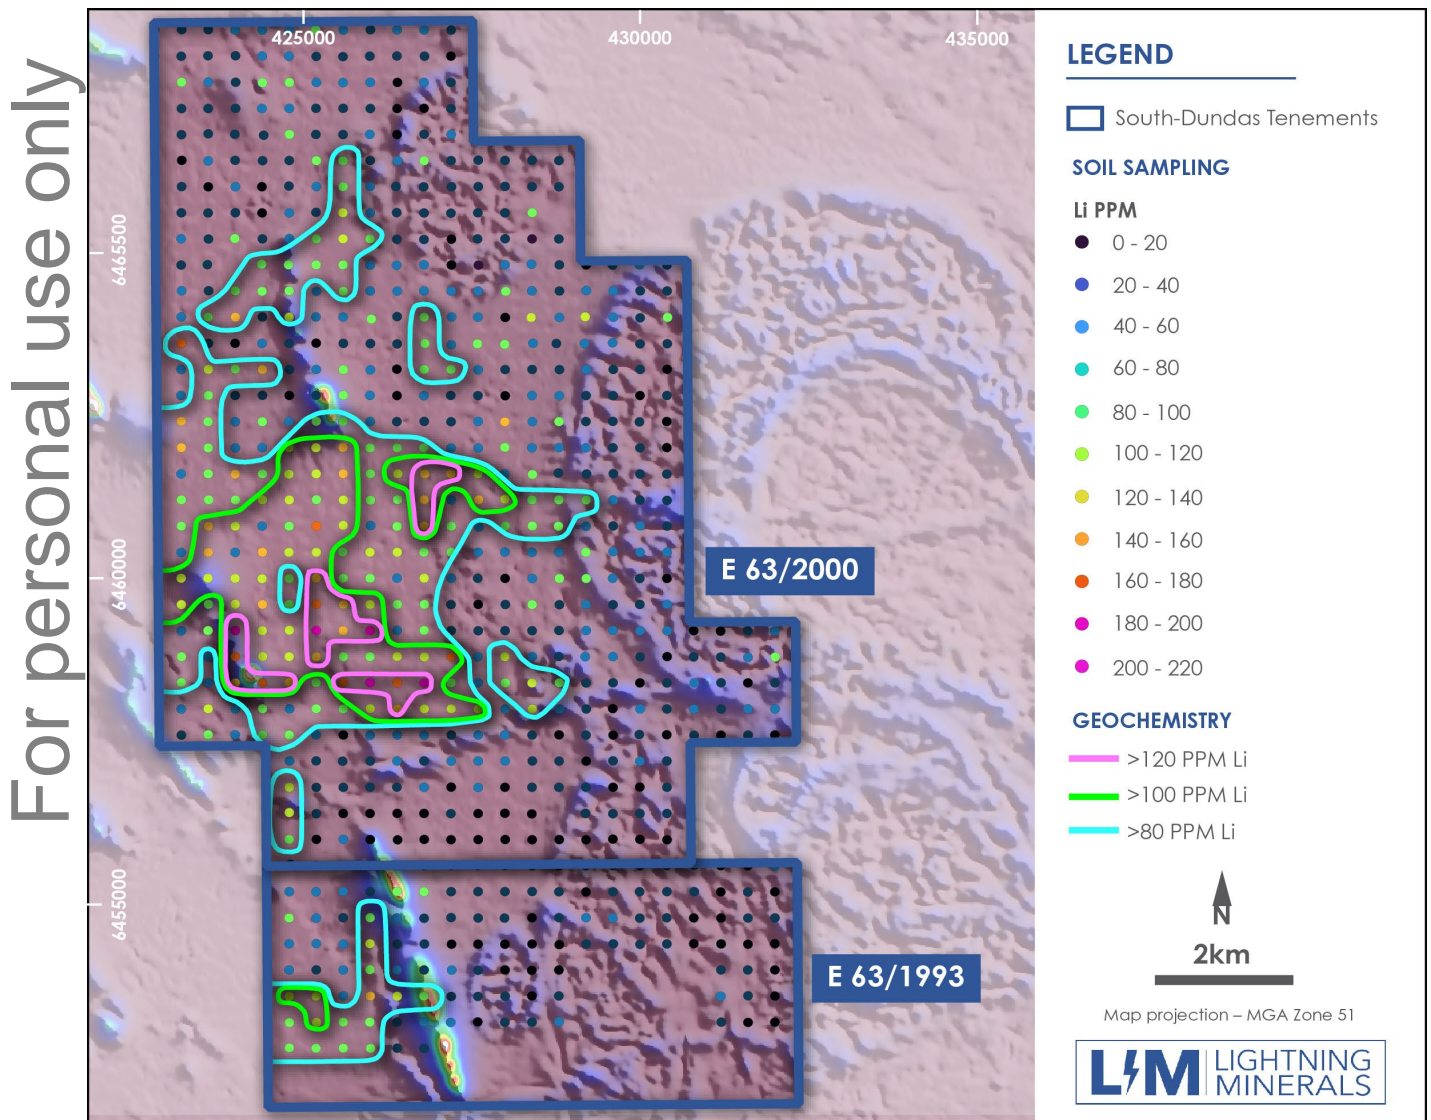 For personal use only
425000
430000
435000
6465500
6460000
6455000
E 63/2000
E 63/1993
LEGEND
South-Dundas Tenements
SOIL SAMPLING
Li PPM
0 - 20
20 - 40
40 - 60
60 - 80
80 - 100
100 - 120
120 - 140
140 - 160
160 - 180
180 - 200
200 - 220
GEOCHEMISTRY
>120 PPM Li
>100 PPM Li
>80 PPM Li
N
2km
Map projection – MGA Zone 51
LM LIGHTNING
MINERALS